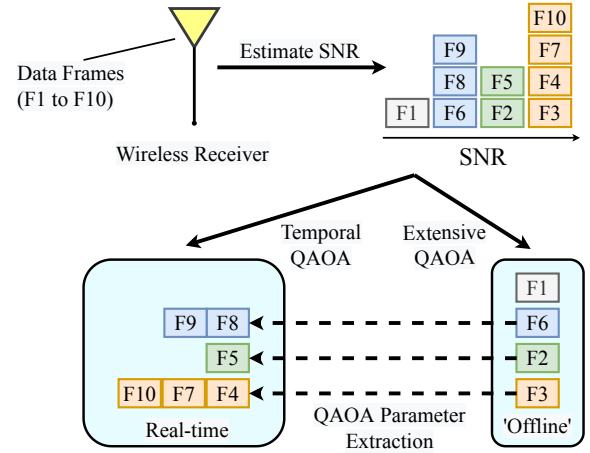 Data Frames
(F1 to F10)
Wireless Receiver
Estimate SNR
F10
F9 F7
F8 F5 F4
F1 F6 F2 F3
SNR
Temporal
QAOA
Extensive
QAOA
F1
F9 F8 F6
F5 F2
F10 F7 F4 F3
QAOA Parameter
Extraction
Real-time
'Offline'